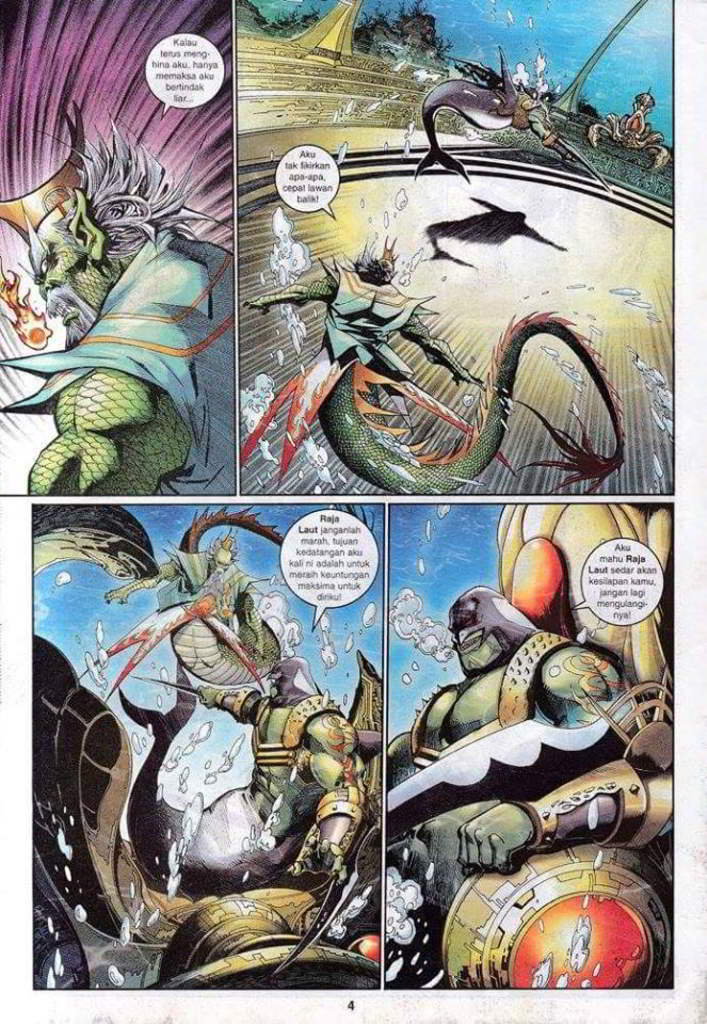 Kalau
terus meng-
hina aku, hanya
memaksa aku
bertindak
liar...
Aku
tak fikirkan
apa-apa,
cepat lawan
balik!
Raja
Laut janganlah
marah, tujuan
kedatangan aku
kali ni adalah untuk
meraih keuntungan
maksima untuk
diriku!
Aku
mahu Raja
Laut sedar akan
kesilapan kamu,
jangan lagi
mengulangi-
nya!
4